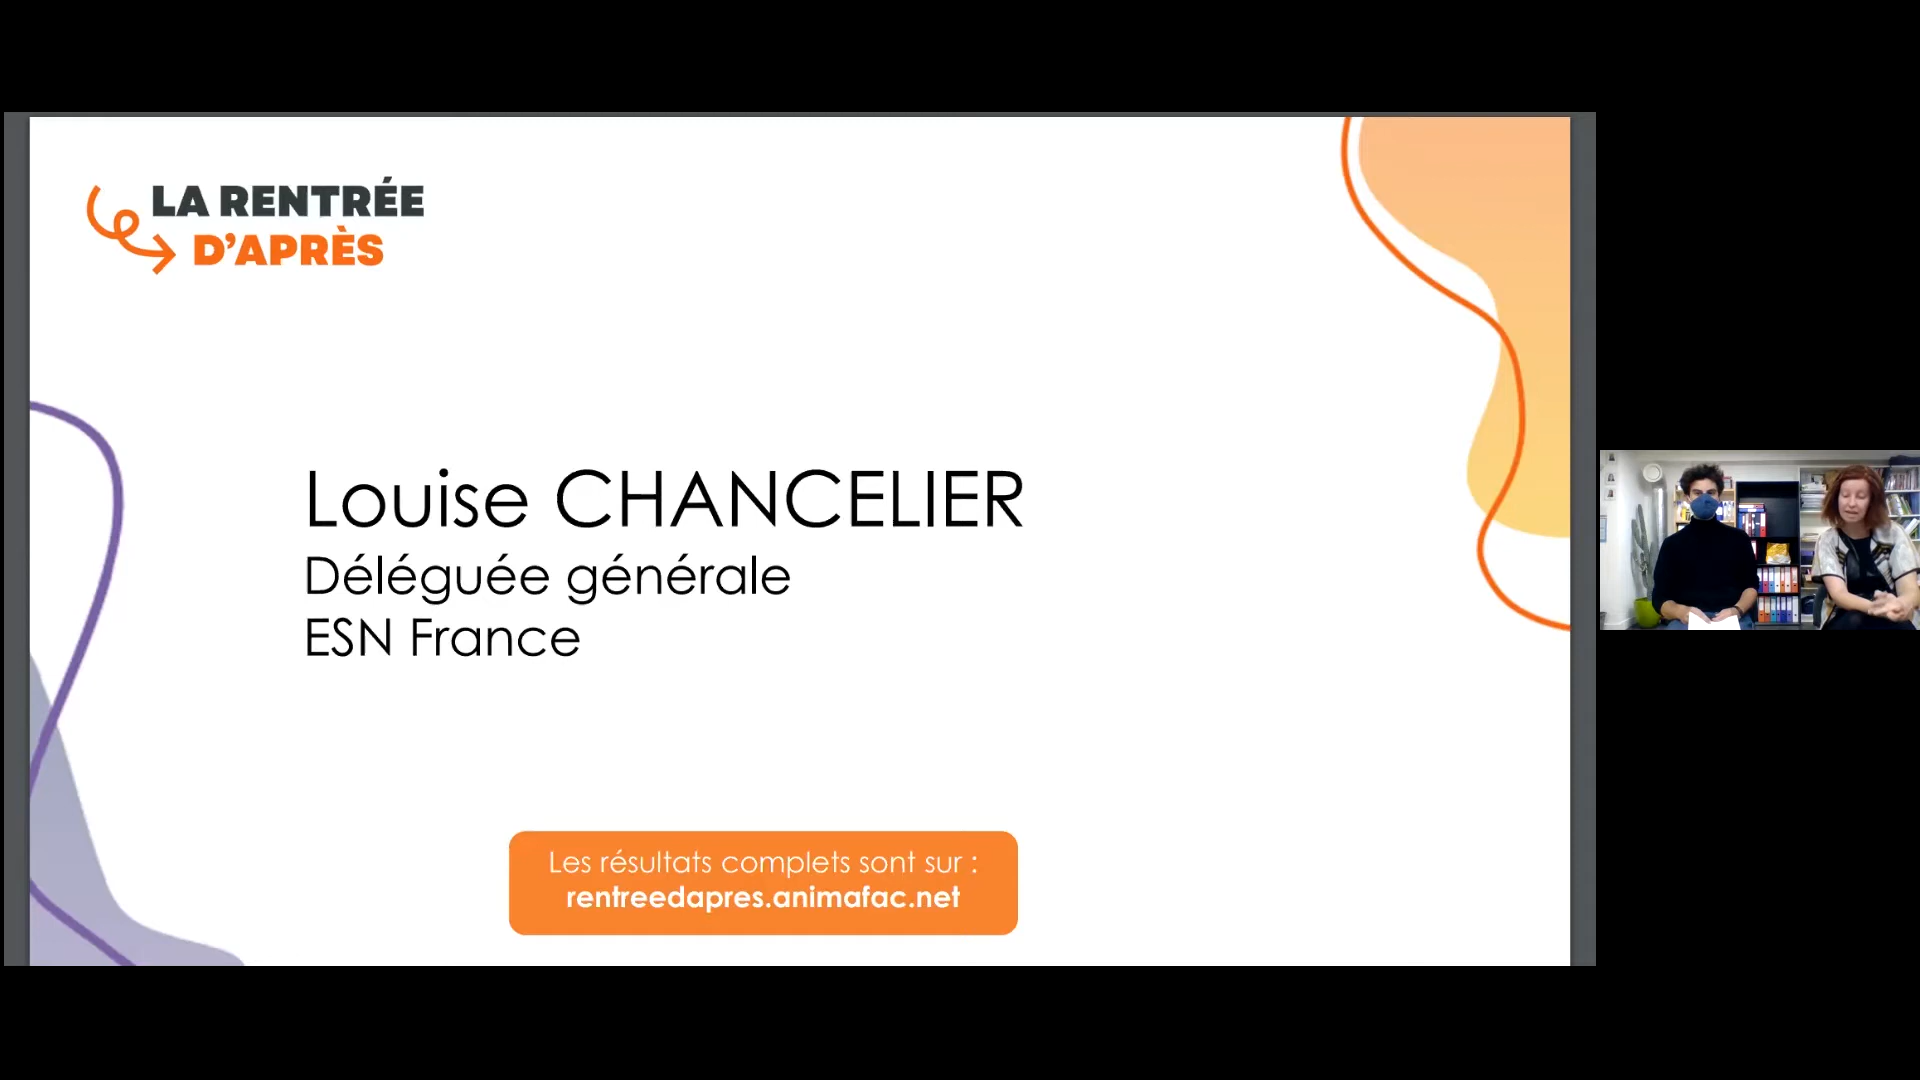 LA RENTRÉE
D'APRÈS
Louise CHANCELIER
Déléguée générale
ESN France
Les résultats complets sont sur :
rentreedapres.animafac.net